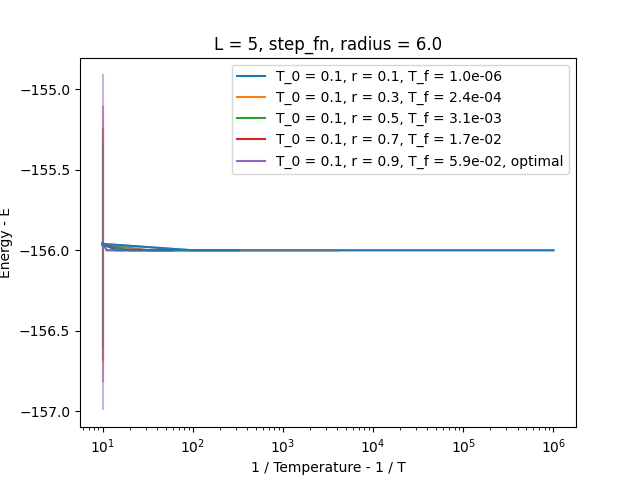 L = 5, step_fn, radius = 6.0
T_0 = 0.1, r = 0.1, T_f = 1.0e-06
T_0 = 0.1, r = 0.3, T_f = 2.4e-04
T_0 = 0.1, r = 0.5, T_f = 3.1e-03
T_0 = 0.1, r = 0.7, T_f = 1.7e-02
T_0 = 0.1, r = 0.9, T_f = 5.9e-02, optimal
Energy - E
−155.0
−155.5
−156.0
−156.5
−157.0
10¹ 10² 10³ 10⁴ 10⁵ 10⁶
1 / Temperature - 1 / T